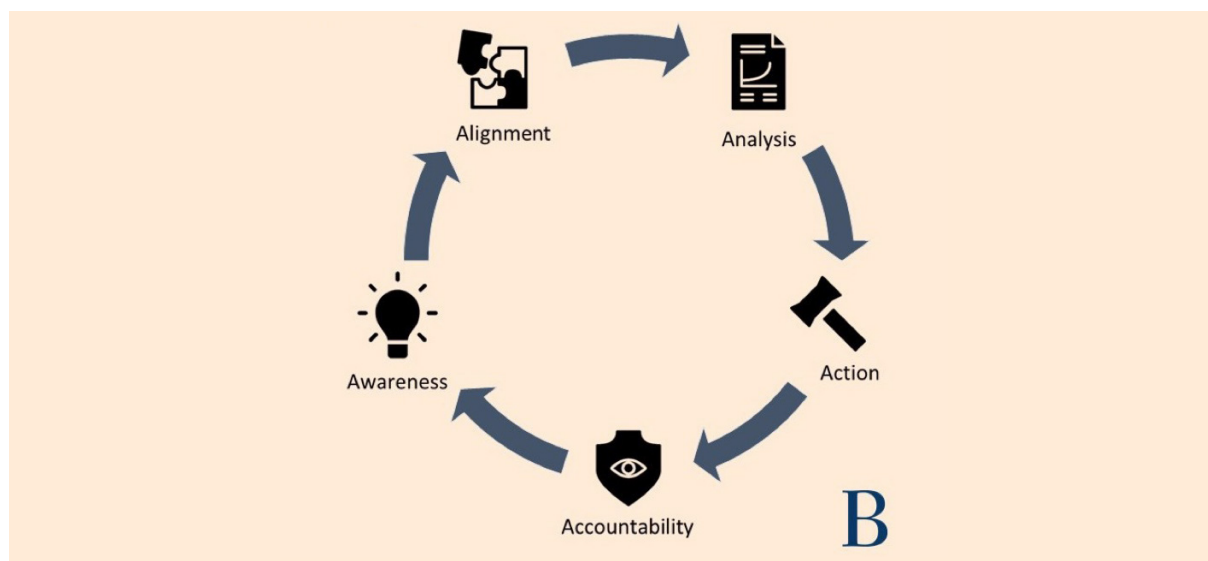 Alignment
Analysis
Awareness
Action
Accountability
B